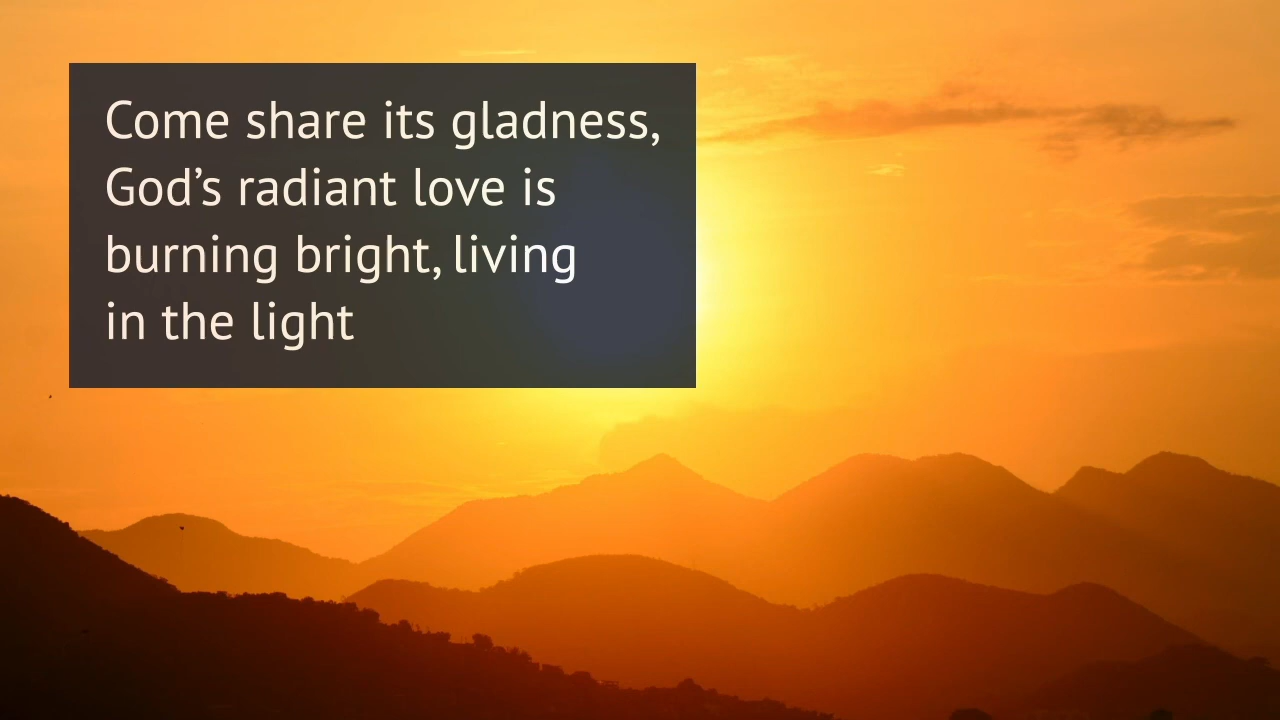 Come share its gladness,
God’s radiant love is
burning bright, living
in the light